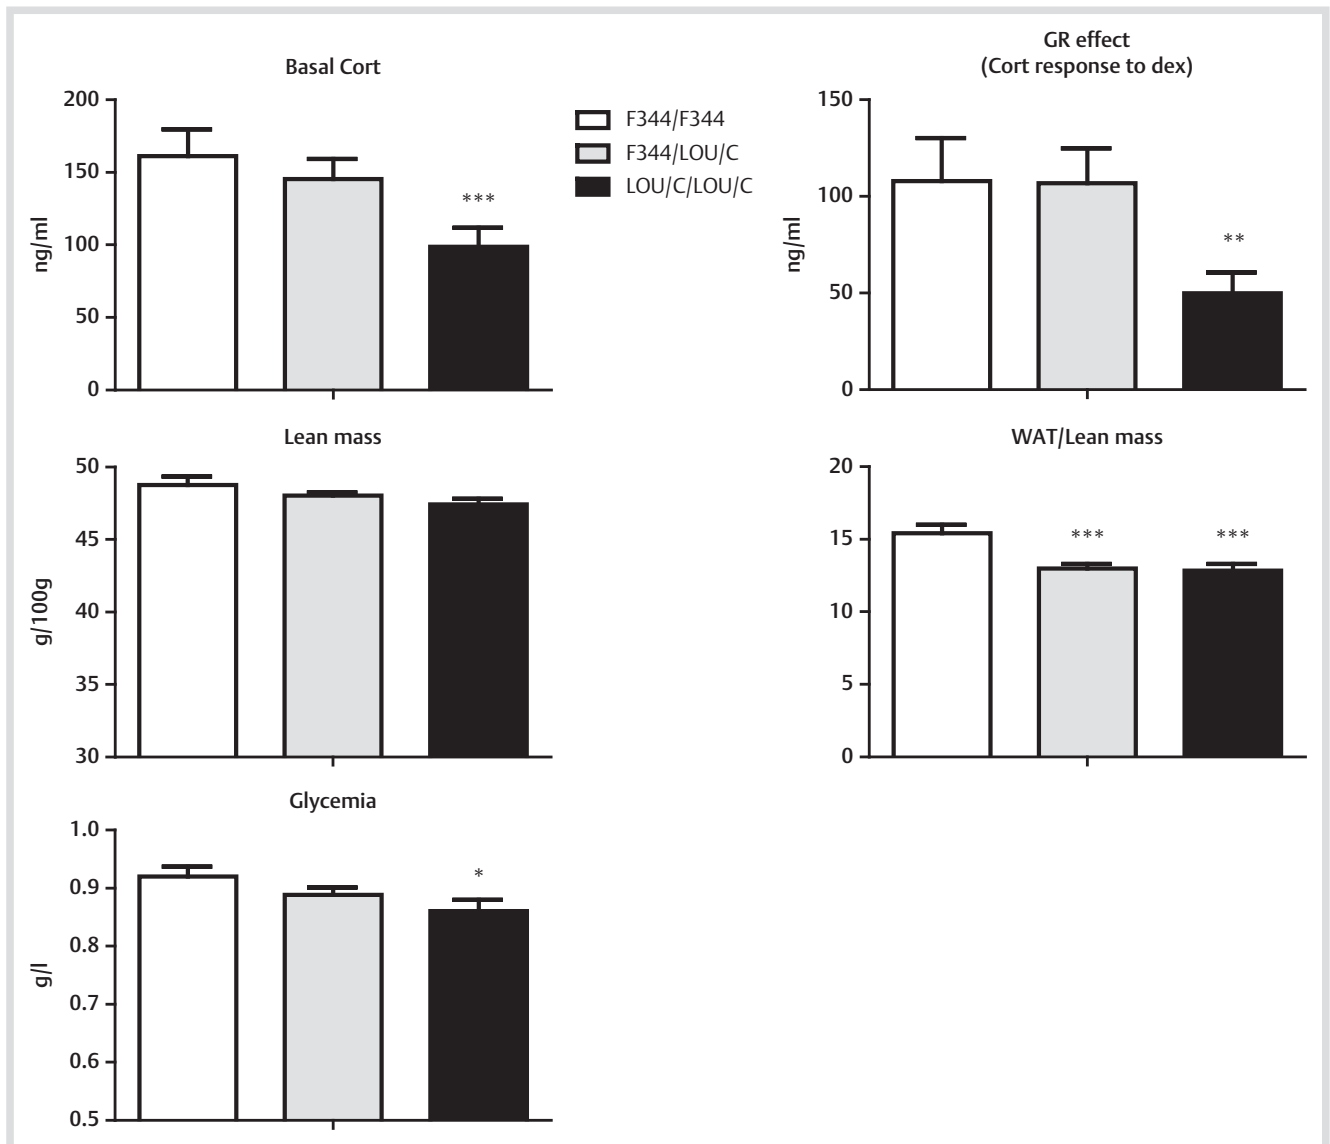 Basal Cort
200
150
100
50
0
ng/ml
***
F344/F344
F344/LOU/C
LOU/C/LOU/C
GR effect
(Cort response to dex)
150
100
50
0
ng/ml
**
Lean mass
50
45
40
35
30
g/100g
WAT/Lean mass
20
15
10
5
0
***
***
Glycemia
1.0
0.9
0.8
0.7
0.6
0.5
g/l
*